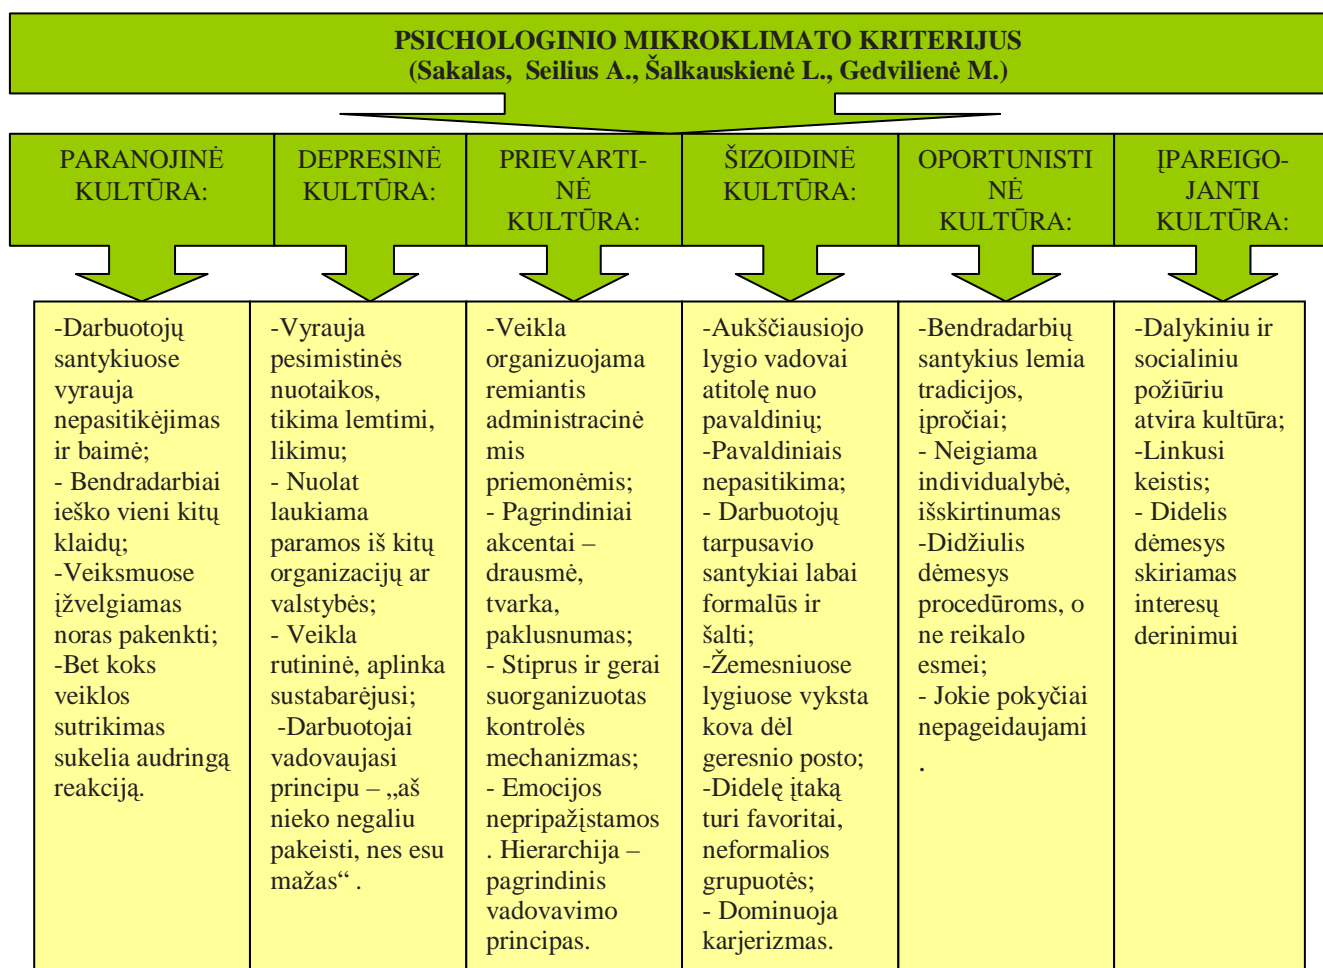 PSICHOLOGINIO MIKROKLIMATO KRITERIJUS
(Sakalas, Seilius A., Šalkauskienė L., Gedvilienė M.)
PARANOJINĖ
KULTŪRA:
DEPRESINĖ
KULTŪRA:
PRIEVARTI-
NĖ
KULTŪRA:
ŠIZOIDINĖ
KULTŪRA:
OPORTUNISTI
NĖ
KULTŪRA:
ĮPAREIGO-
JANTI
KULTŪRA:
-Darbuotojų
santykiuose
vyrauja
nepasitikėjimas
ir baimė;
- Bendradarbiai
ieško vieni kitų
klaidų;
-Veiksmuose
įžvelgiamas
noras pakenkti;
-Bet koks
veiklos
sutrikimas
sukelia audringą
reakciją.
-Vyrauja
pesimistinės
nuotaikos,
tikima lemtimi,
likimu;
- Nuolat
laukiama
paramos iš kitų
organizacijų ar
valstybės;
- Veikla
rutininė, aplinka
sustabarėjusi;
-Darbuotojai
vadovaujasi
principu – „aš
nieko negaliu
pakeisti, nes esu
mažas“ .
-Veikla
organizuojama
remiantis
administracinė
mis
priemonėmis;
- Pagrindiniai
akcentai –
drausmė,
tvarka,
paklusnumas;
- Stiprus ir gerai
suorganizuotas
kontrolės
mechanizmas;
- Emocijos
nepripažįstamos
. Hierarchija –
pagrindinis
vadovavimo
principas.
-Aukščiausiojo
lygio vadovai
atitolę nuo
pavaldinių;
-Pavaldiniais
nepasitikima;
- Darbuotojų
tarpusavio
santykiai labai
formalūs ir
šalti;
-Žemesniuose
lygiuose vyksta
kova dėl
geresnio posto;
-Didelę įtaką
turi favoritai,
neformalios
grupuotės;
- Dominuoja
karjerizmas.
-Bendradarbių
santykius lemia
tradicijos,
įpročiai;
- Neigiama
individualybė,
išskirtinumas
-Didžiulis
dėmesys
procedūroms, o
ne reikalo
esmei;
- Jokie pokyčiai
nepageidaujami
.
-Dalykiniu ir
socialiniu
požiūriu
atvira kultūra;
-Linkusi
keistis;
- Didelis
dėmesys
skiriamas
interesų
derinimui